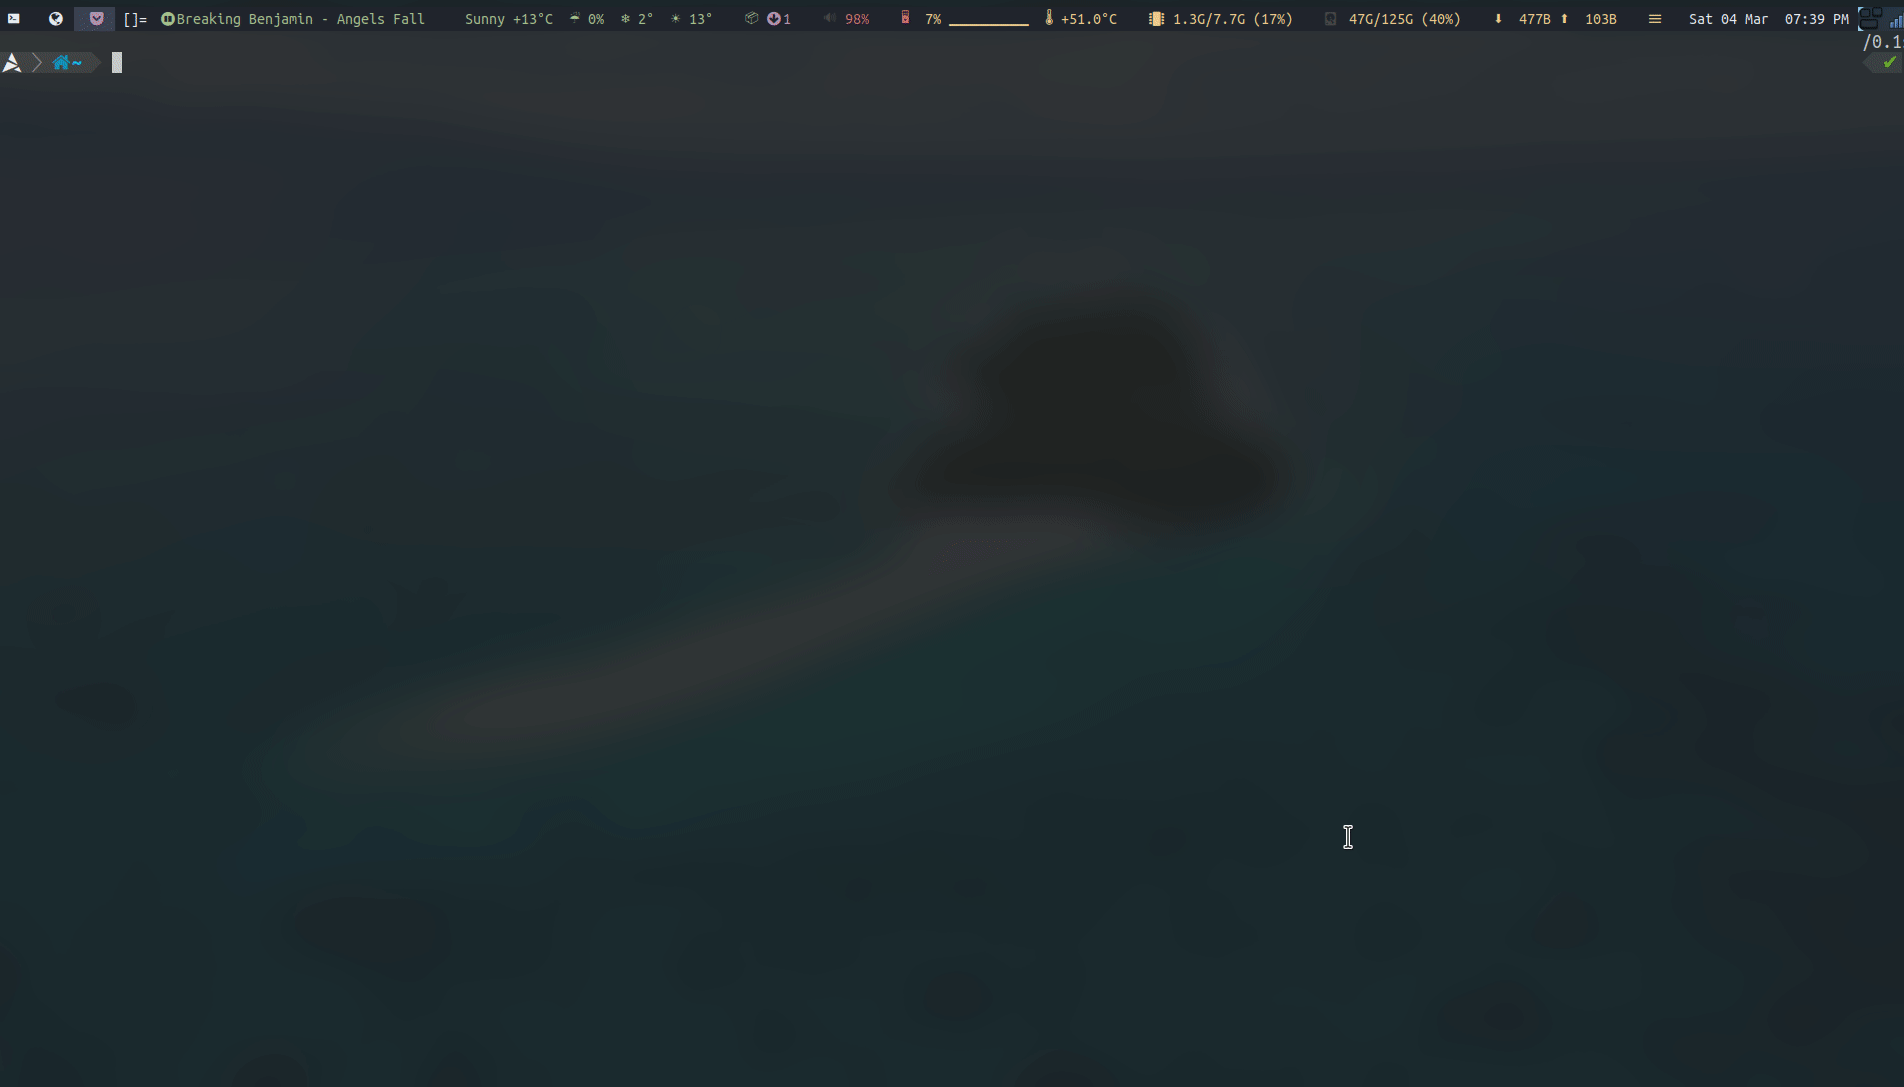 []= Breaking Benjamin - Angels Fall Sunny +13°C 0% 2° 13° 1 98% 7% +51.0°C 1.3G/7.7G (17%) 47G/125G (40%) 477B 103B Sat 04 Mar 07:39 PM
/0.1
~